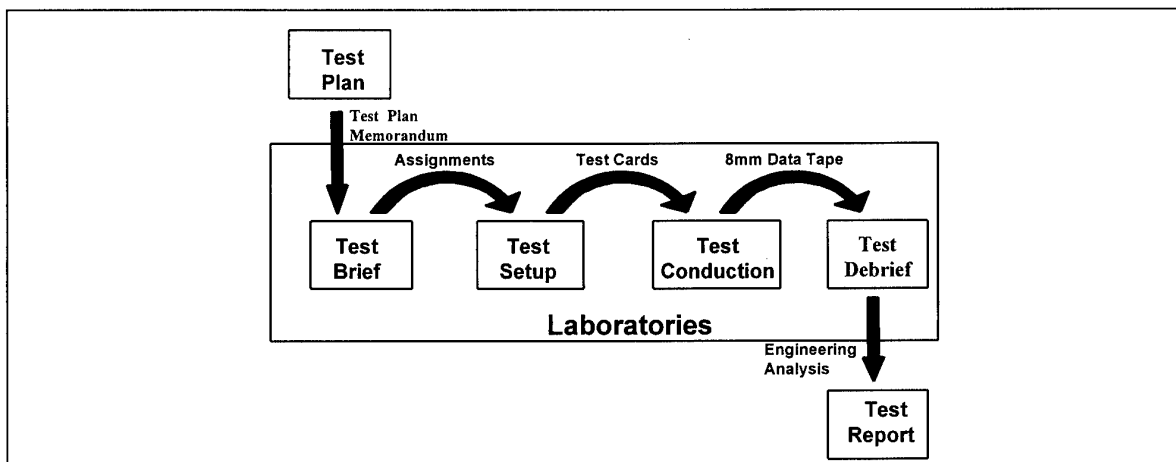 Test
Plan
Test Plan
Memorandum
Assignments
Test Cards
8mm Data Tape
Test
Brief
Test
Setup
Test
Conduction
Test
Debrief
Laboratories
Engineering
Analysis
Test
Report